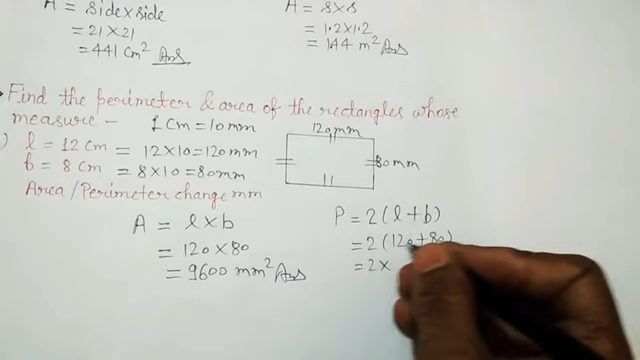 A = side×side
= 21 × 21
= 441 cm² Ans
A = s×s
= 1.2×1.2
= 144 m² Ans
Find the perimeter & area of the rectangles whose
measure – 1 Cm = 10 mm
) l = 12 cm = 12×10 = 120 mm
b = 8 cm = 8×10 = 80 mm
Area / Perimeter change mm
120 mm
80 mm
A = l × b
= 120 × 80
= 9600 mm² Ans
P = 2 (l + b)
= 2 (120 + 80)
= 2 ×